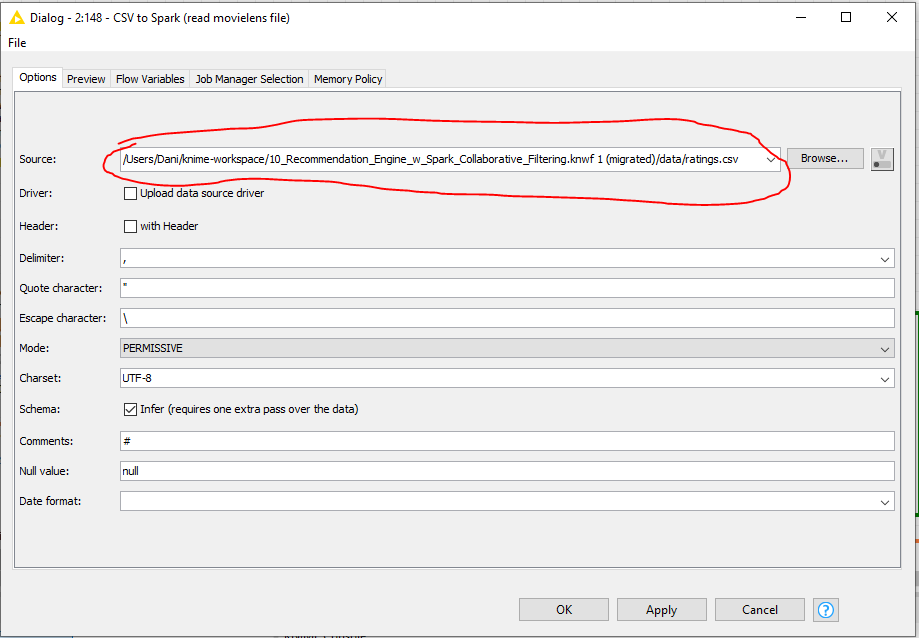 Dialog - 2:148 - CSV to Spark (read movielens file)
File
Options Preview Flow Variables Job Manager Selection Memory Policy
Source: /Users/Dani/knime-workspace/10_Recommendation_Engine_w_Spark_Collaborative_Filtering.knwf 1 (migrated)/data/ratings.csv Browse... V
Driver: Upload data source driver
Header: with Header
Delimiter: ,
Quote character: "
Escape character: \
Mode: PERMISSIVE
Charset: UTF-8
Schema: Infer (requires one extra pass over the data)
Comments: #
Null value: null
Date format:
OK Apply Cancel ?